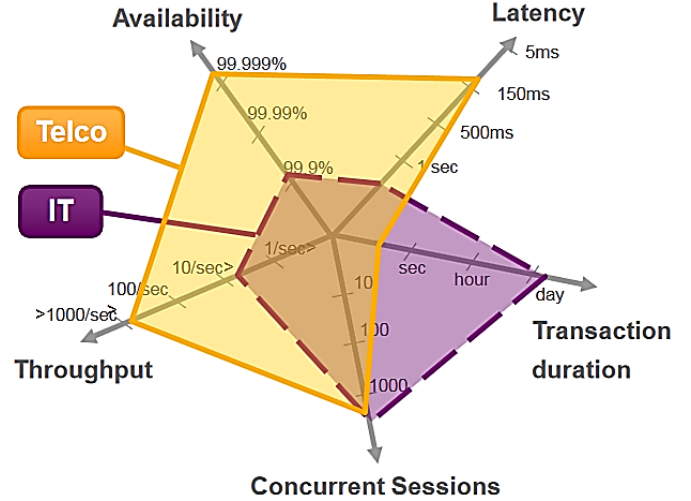 Availability
Latency
99.999%
5ms
150ms
99.99%
Telco
500ms
99.9%
1 sec
IT
1/sec>
10/sec>
sec
hour
day
10
100/sec
>1000/sec
100
Transaction
duration
Throughput
1000
Concurrent Sessions